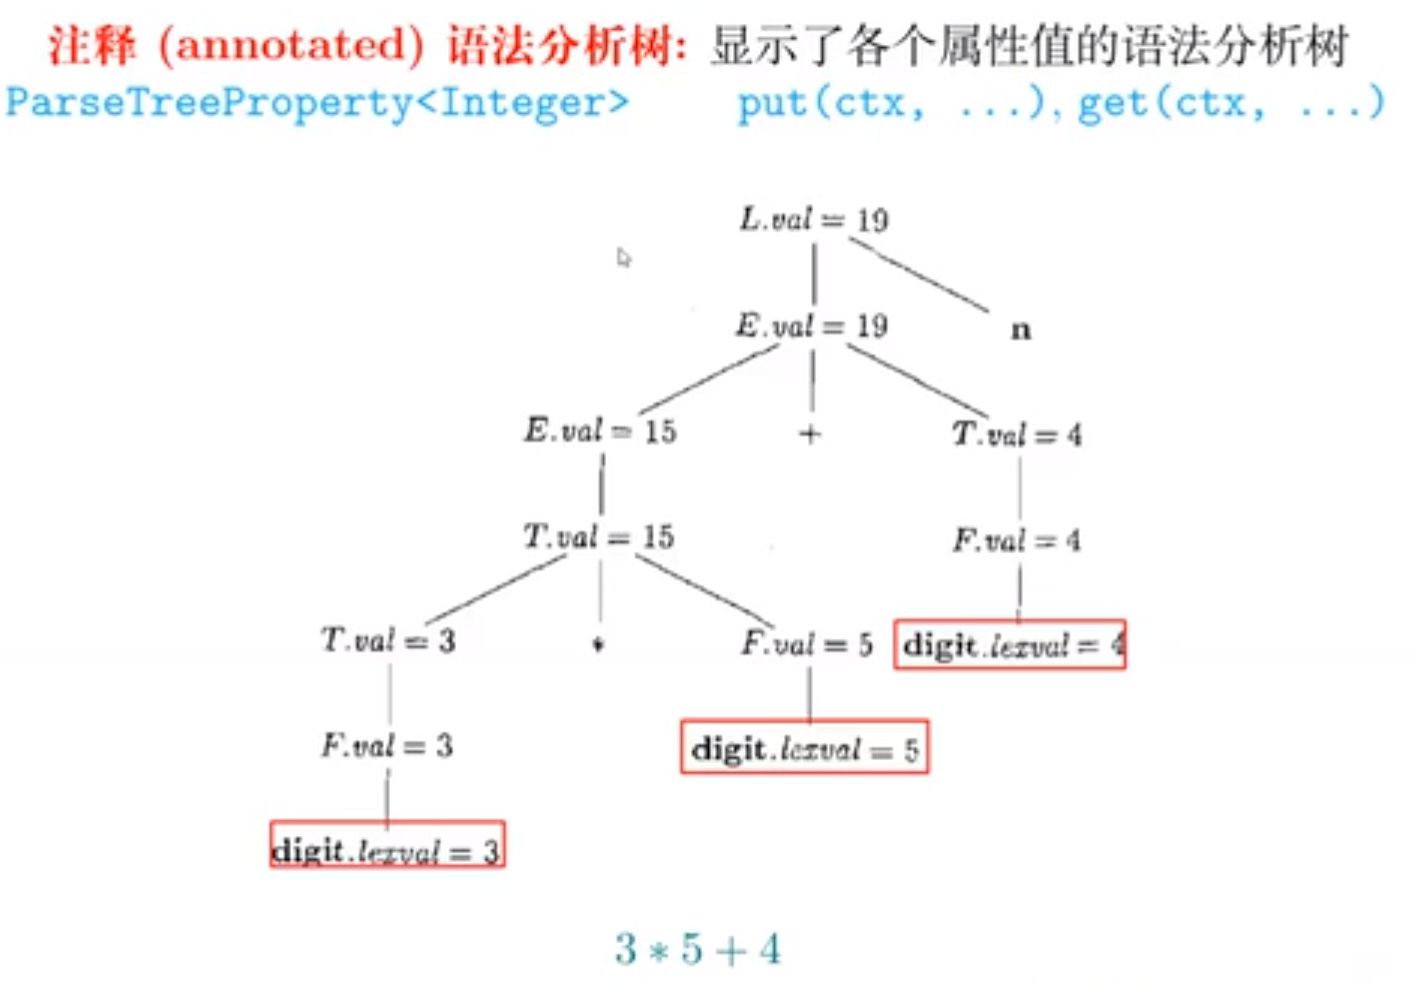 注释 (annotated) 语法分析树: 显示了各个属性值的语法分析树
ParseTreeProperty<Integer> put(ctx, ...), get(ctx, ...)
L.val = 19
E.val = 19 n
E.val = 15 + T.val = 4
T.val = 15 F.val = 4
T.val = 3 * F.val = 5 digit.lexval = 4
F.val = 3 digit.lexval = 5
digit.lexval = 3
3 * 5 + 4